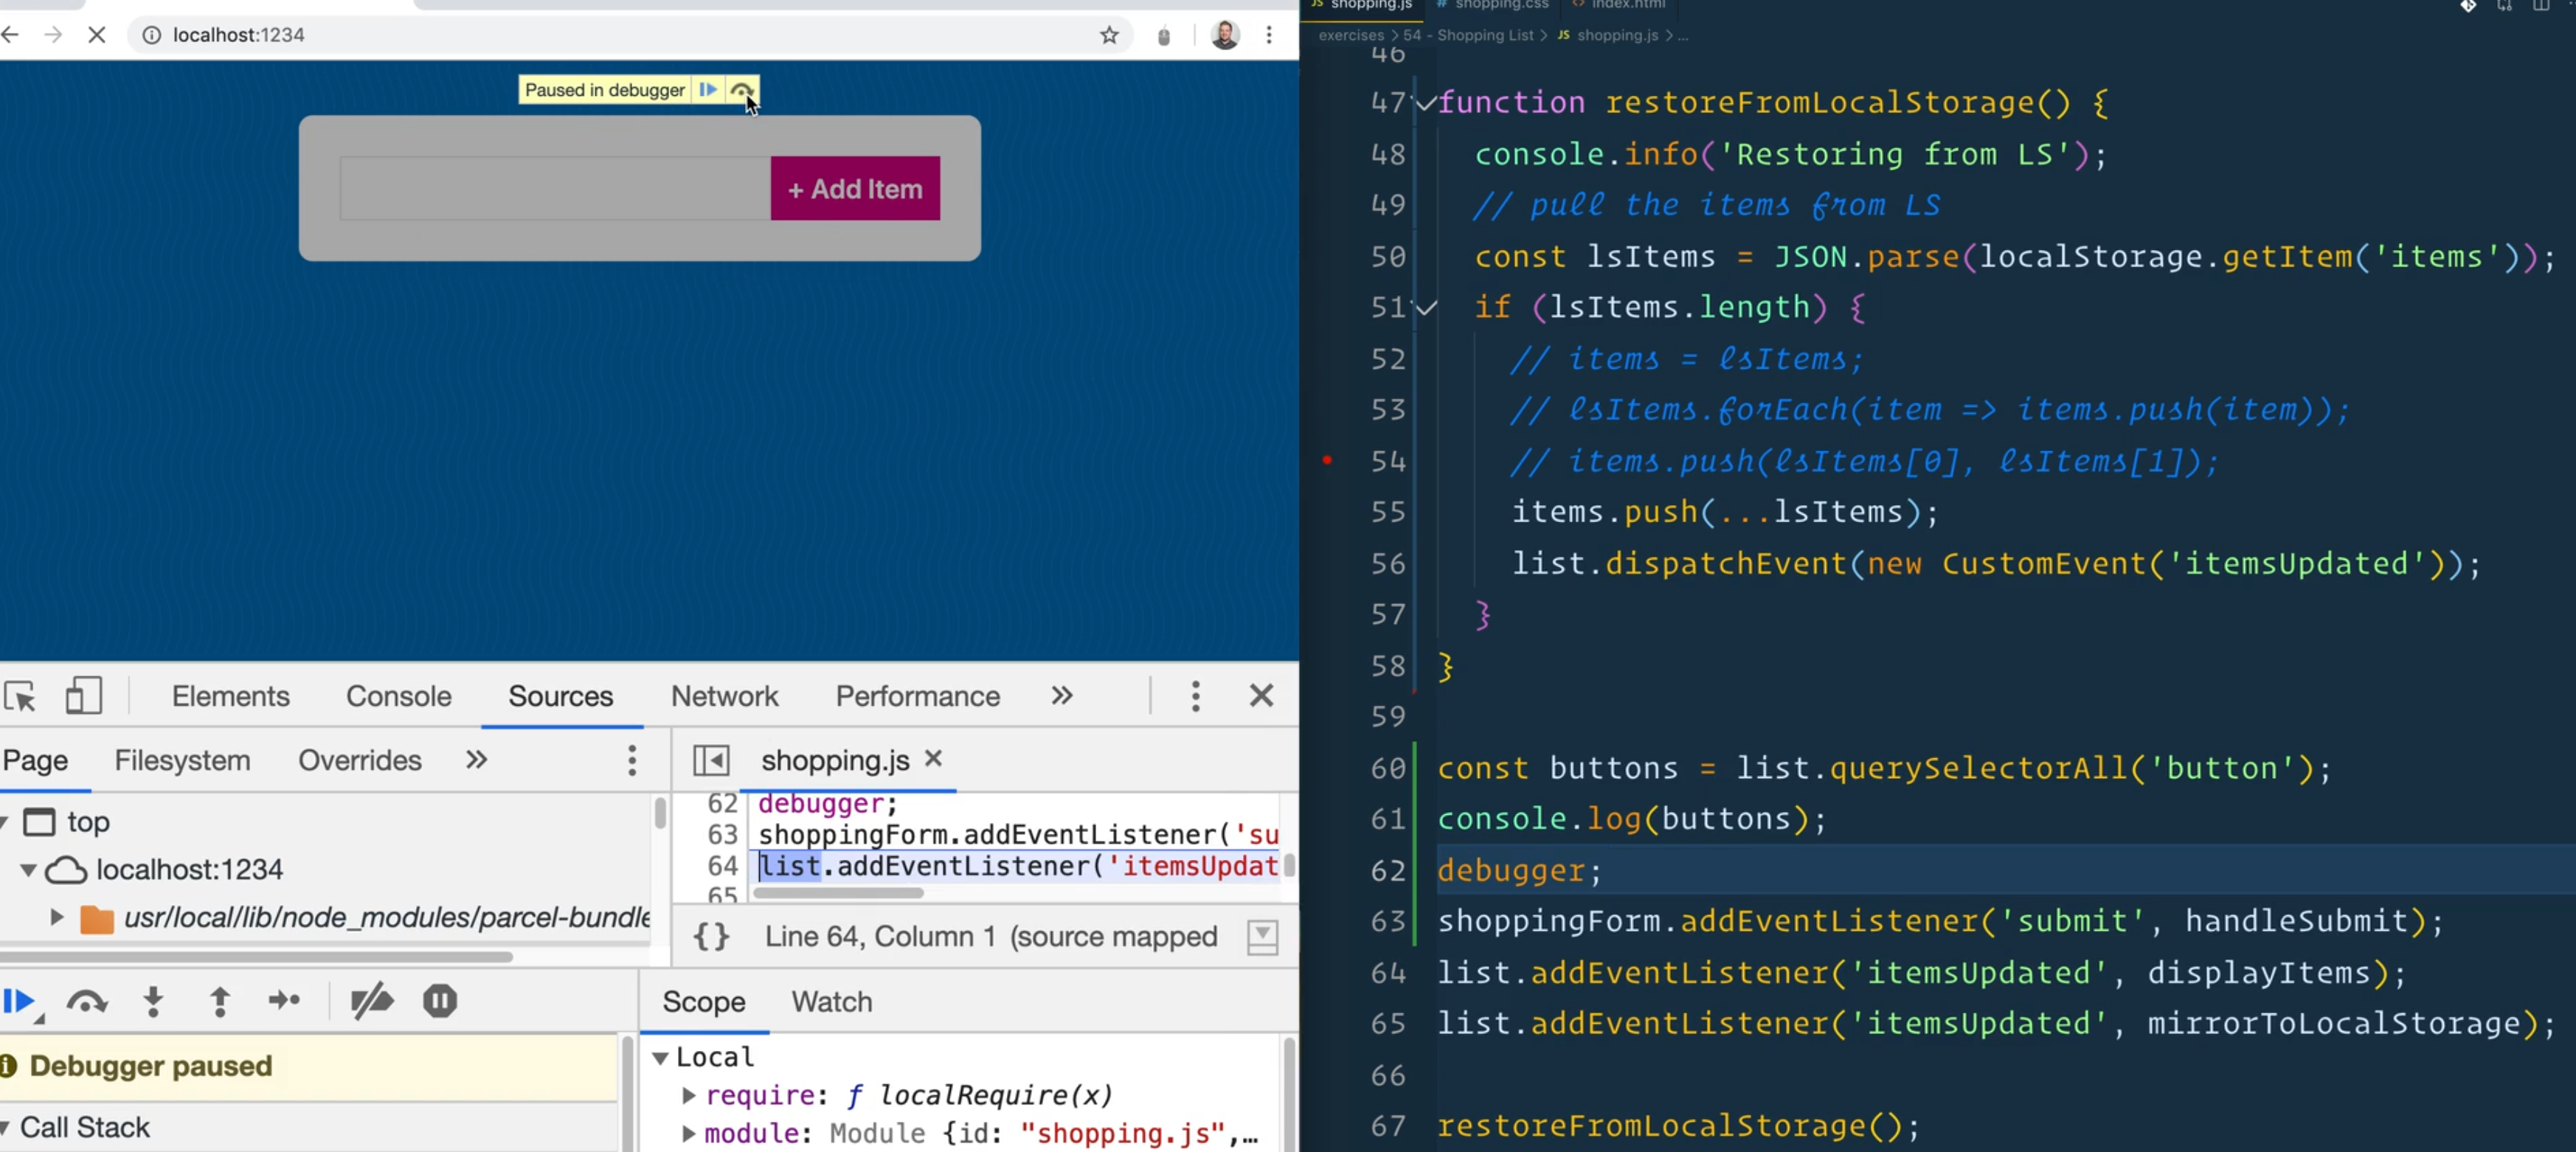 localhost:1234
Paused in debugger
+ Add Item
Elements Console Sources Network Performance »
Page Filesystem Overrides »
shopping.js ×
top
localhost:1234
usr/local/lib/node_modules/parcel-bundle
62 debugger;
63 shoppingForm.addEventListener('su
64 list.addEventListener('itemsUpdat
65
{} Line 64, Column 1 (source mapped
Debugger paused
Call Stack
Scope Watch
Local
require: ƒ localRequire(x)
module: Module {id: "shopping.js",…
JS shopping.js # shopping.css <> index.html
exercises > 54 - Shopping List > JS shopping.js > ...
46
47 function restoreFromLocalStorage() {
48 console.info('Restoring from LS');
49 // pull the items from LS
50 const lsItems = JSON.parse(localStorage.getItem('items'));
51 if (lsItems.length) {
52 // items = lsItems;
53 // lsItems.forEach(item => items.push(item));
54 // items.push(lsItems[0], lsItems[1]);
55 items.push(...lsItems);
56 list.dispatchEvent(new CustomEvent('itemsUpdated'));
57 }
58 }
59
60 const buttons = list.querySelectorAll('button');
61 console.log(buttons);
62 debugger;
63 shoppingForm.addEventListener('submit', handleSubmit);
64 list.addEventListener('itemsUpdated', displayItems);
65 list.addEventListener('itemsUpdated', mirrorToLocalStorage);
66
67 restoreFromLocalStorage();